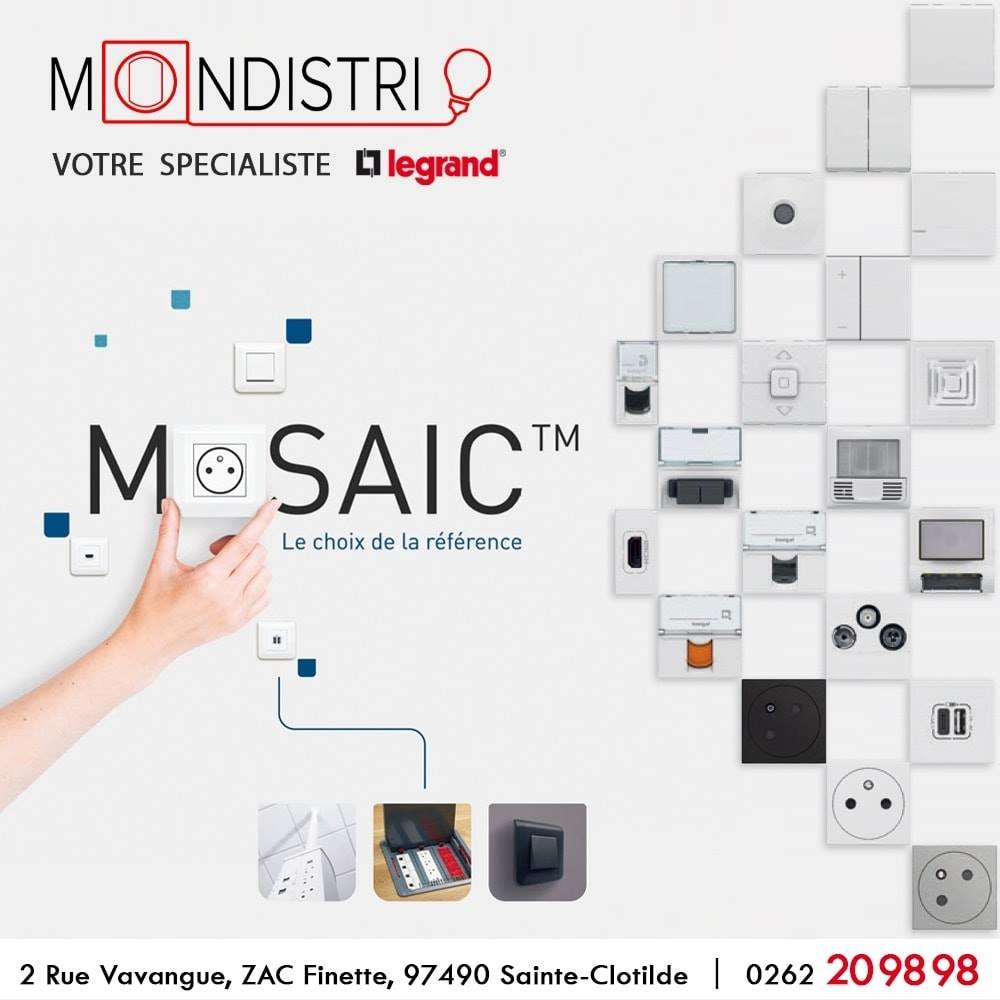 MONDISTRI
VOTRE SPECIALISTE legrand®
MOSAIC™
Le choix de la référence
2 Rue Vavangue, ZAC Finette, 97490 Sainte-Clotilde | 0262 209898